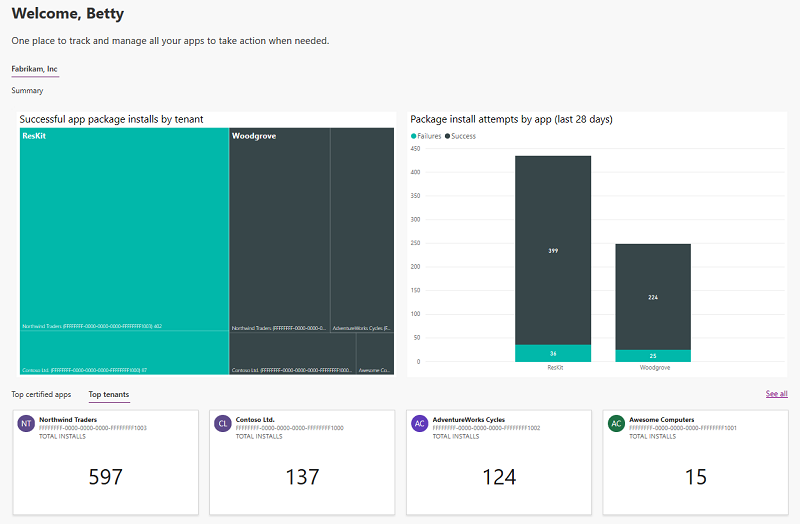 Welcome, Betty
One place to track and manage all your apps to take action when needed.
Fabrikam, Inc
Summary
Successful app package installs by tenant
ResKit
Woodgrove
Northwind Traders (FFFFFFFF-0000-0000-0000-FFFFFFFF1003) 462
Northwind Traders (FFFFFFFF-0000-0000-0...
AdventureWorks Cycles (F...
Contoso Ltd. (FFFFFFFF-0000-0000-0000-FFFFFFFF1000) 87
Contoso Ltd. (FFFFFFFF-0000-0000-0000-FFFFFFFF1000...
Awesome Co...
Package install attempts by app (last 28 days)
Failures Success
450
400
350
300
250
200
150
100
50
0
399
36
224
25
ResKit
Woodgrove
Top certified apps
Top tenants
See all
NT
Northwind Traders
FFFFFFFF-0000-0000-0000-FFFFFFFF1003
TOTAL INSTALLS
597
CL
Contoso Ltd.
FFFFFFFF-0000-0000-0000-FFFFFFFF1000
TOTAL INSTALLS
137
AC
AdventureWorks Cycles
FFFFFFFF-0000-0000-0000-FFFFFFFF1002
TOTAL INSTALLS
124
AC
Awesome Computers
FFFFFFFF-0000-0000-0000-FFFFFFFF1001
TOTAL INSTALLS
15